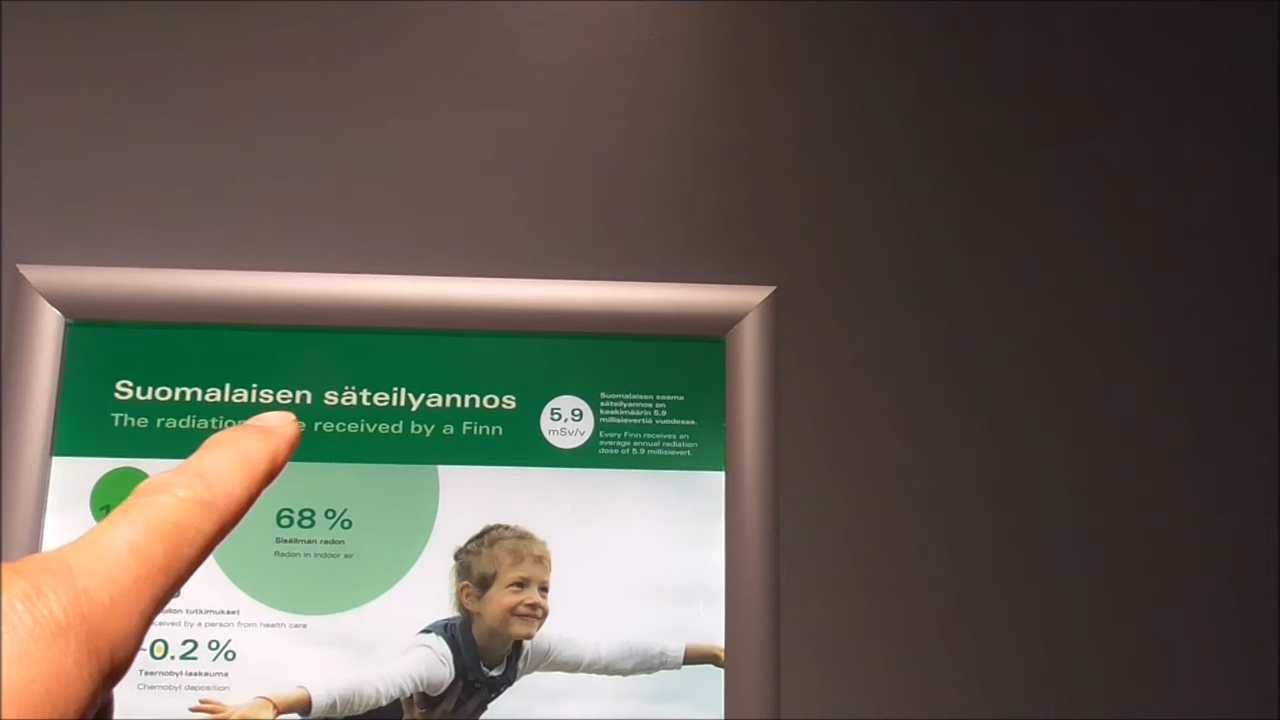 Suomalaisen säteilyannos
The radiation received by a Finn
5,9
mSv/v
Suomalaisen saama
säteilyannos on
keskimäärin 5,9
millisievertiä vuodessa.
Every Finn receives an
average annual radiation
dose of 5.9 millisievert.
68 %
Sisäilman radon
Radon in indoor air
tutkimukset
received by a person from health care
0.2 %
Tsernobyl-laskeuma
Chernobyl deposition